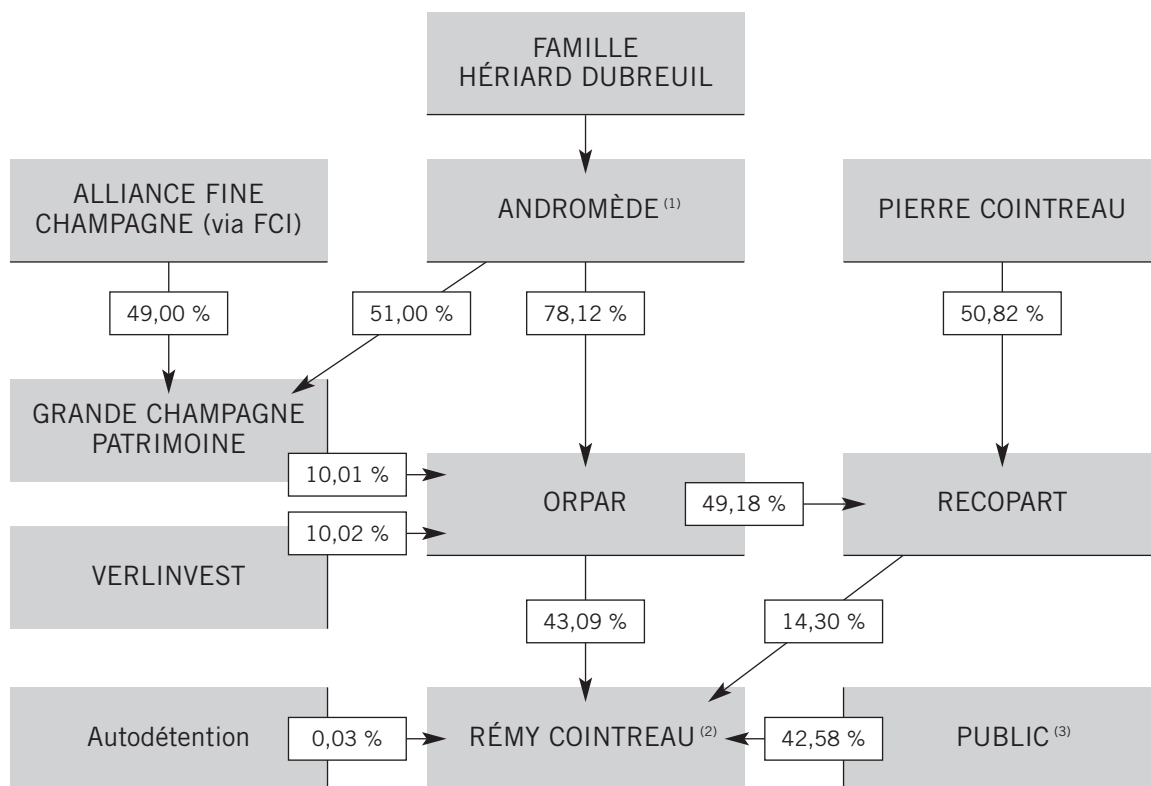 FAMILLE
HÉRIARD DUBREUIL
ALLIANCE FINE
CHAMPAGNE (via FCI)
ANDROMÈDE (1)
PIERRE COINTREAU
49,00 %
51,00 %
78,12 %
50,82 %
GRANDE CHAMPAGNE
PATRIMOINE
10,01 %
ORPAR
49,18 %
RECOPART
10,02 %
VERLINVEST
43,09 %
14,30 %
Autodétention
0,03 %
RÉMY COINTREAU (2)
42,58 %
PUBLIC (3)